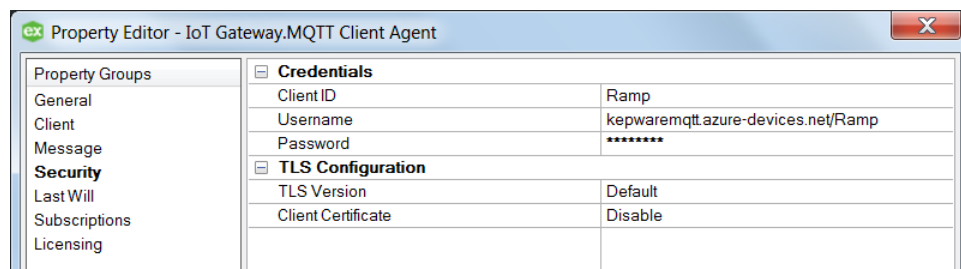 ex Property Editor - IoT Gateway.MQTT Client Agent X
Property Groups
General
Client
Message
Security
Last Will
Subscriptions
Licensing
Credentials
Client ID Ramp
Username kepwaremqtt.azure-devices.net/Ramp
Password ********
TLS Configuration
TLS Version Default
Client Certificate Disable